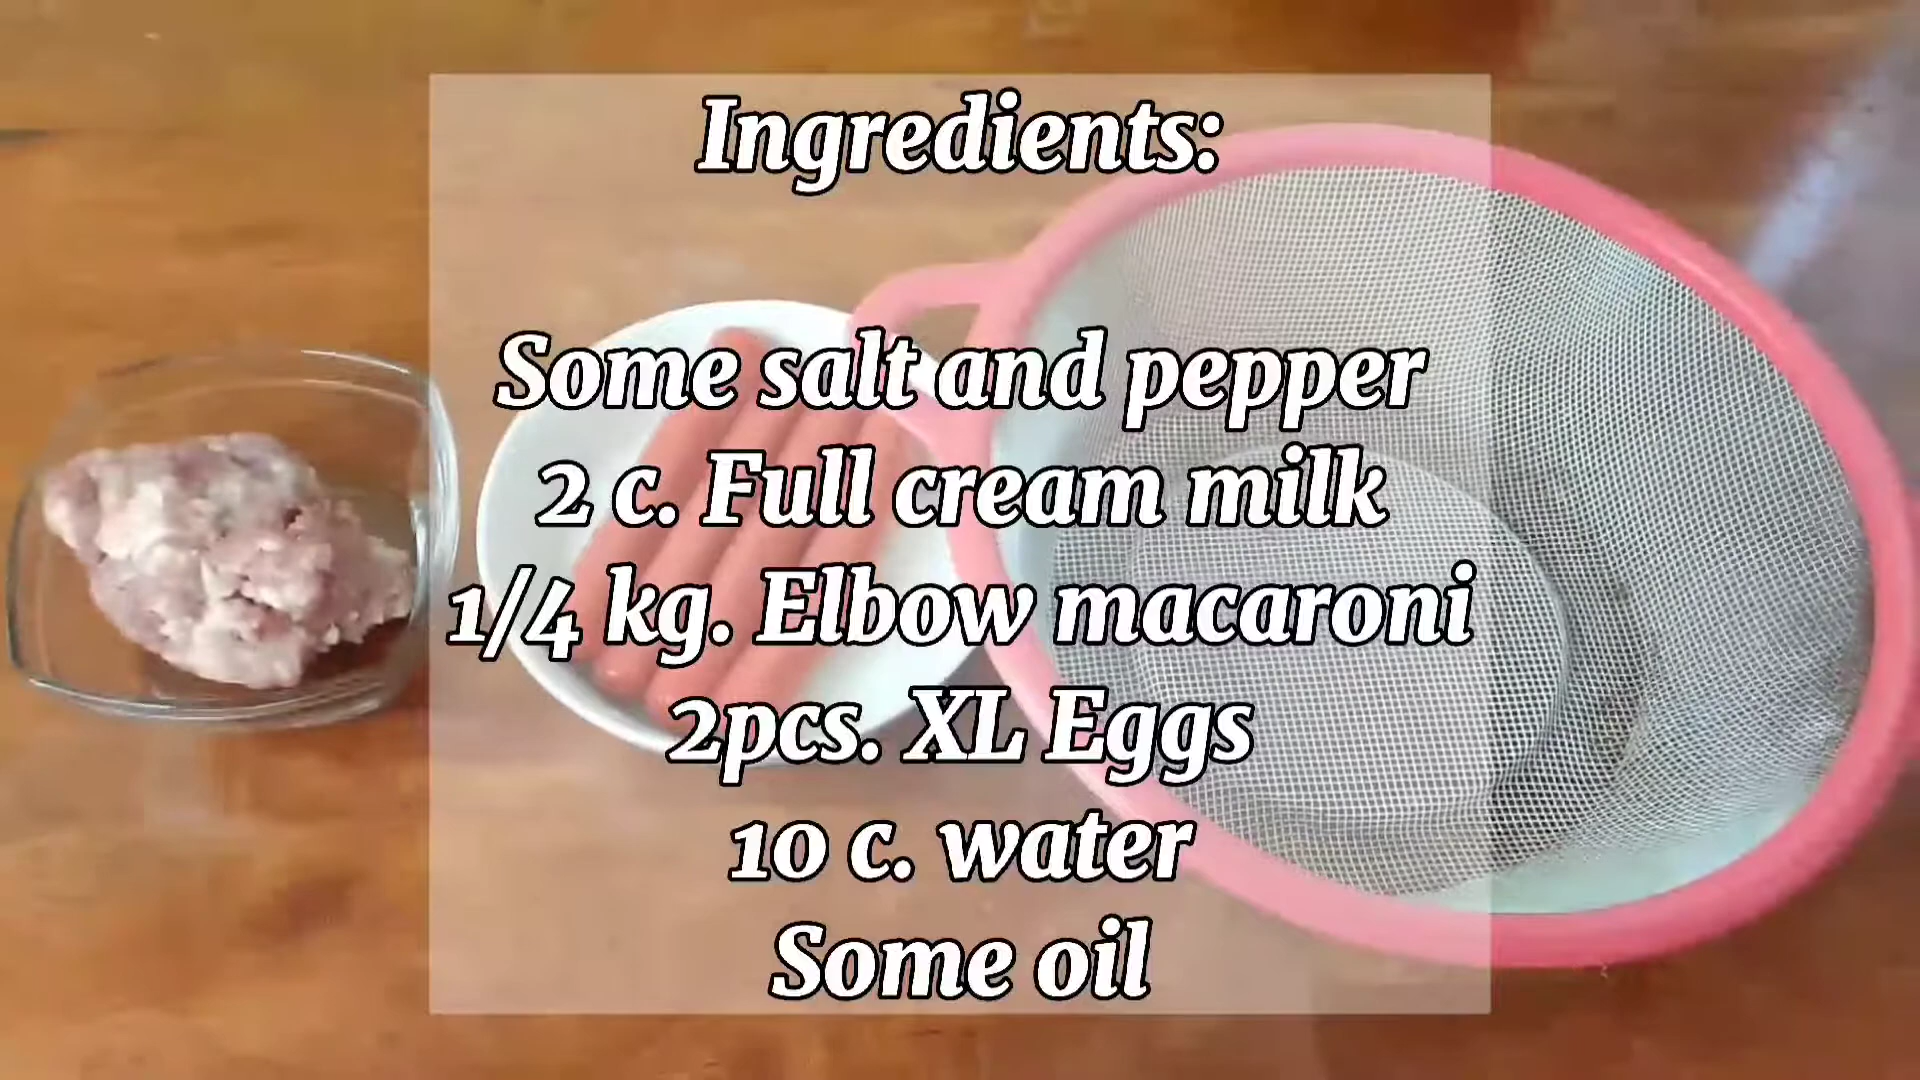 Ingredients:
Some salt and pepper
2 c. Full cream milk
1/4 kg. Elbow macaroni
2pcs. XL Eggs
10 c. water
Some oil